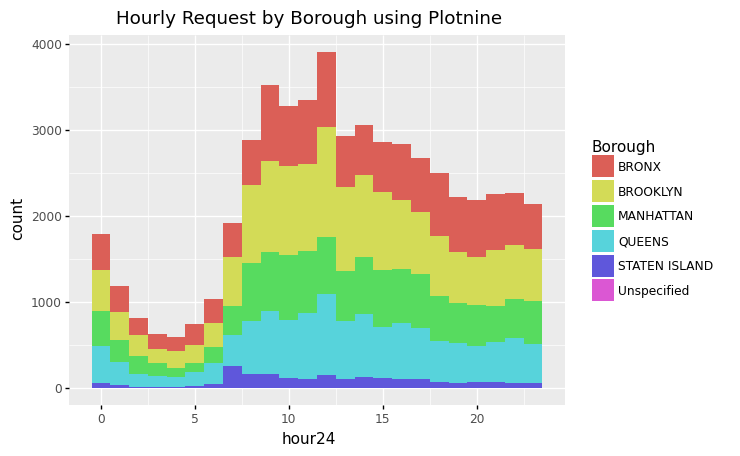 Hourly Request by Borough using Plotnine
4000
3000
2000
1000
0
count
0 5 10 15 20
hour24
Borough
BRONX
BROOKLYN
MANHATTAN
QUEENS
STATEN ISLAND
Unspecified